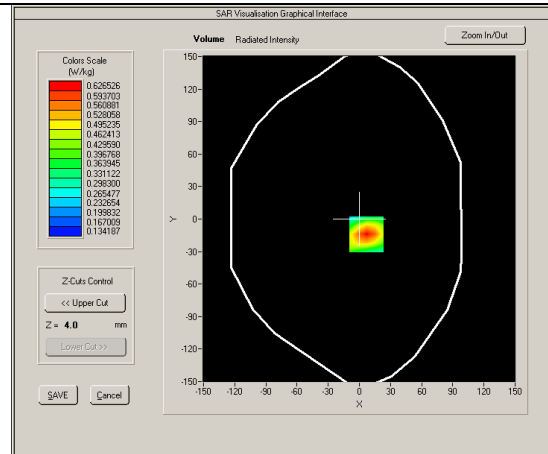 SAR Visualisation Graphical Interface
Volume Radiated Intensity
Zoom In/Out
Colors Scale
(W/kg)
0.626526
0.593703
0.560881
0.528058
0.495235
0.462413
0.429590
0.396768
0.363945
0.331122
0.298300
0.265477
0.232654
0.199832
0.167009
0.134187
Z-Cuts Control
<< Upper Cut
Z = 4.0 mm
Lower Cut >>
SAVE Cancel
150
120
90
60
30
0
-30
-60
-90
-120
-150
Y
-150 -120 -90 -60 -30 0 30 60 90 120 150
X